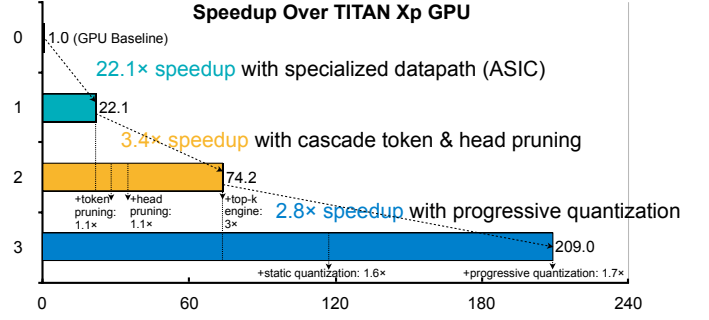 Speedup Over TITAN Xp GPU
0
1.0 (GPU Baseline)
22.1× speedup with specialized datapath (ASIC)
1
22.1
3.4× speedup with cascade token & head pruning
2
74.2
+token
pruning:
1.1×
+head
pruning:
1.1×
+top-k
engine:
3×
2.8× speedup with progressive quantization
3
209.0
+static quantization: 1.6×
+progressive quantization: 1.7×
0
60
120
180
240